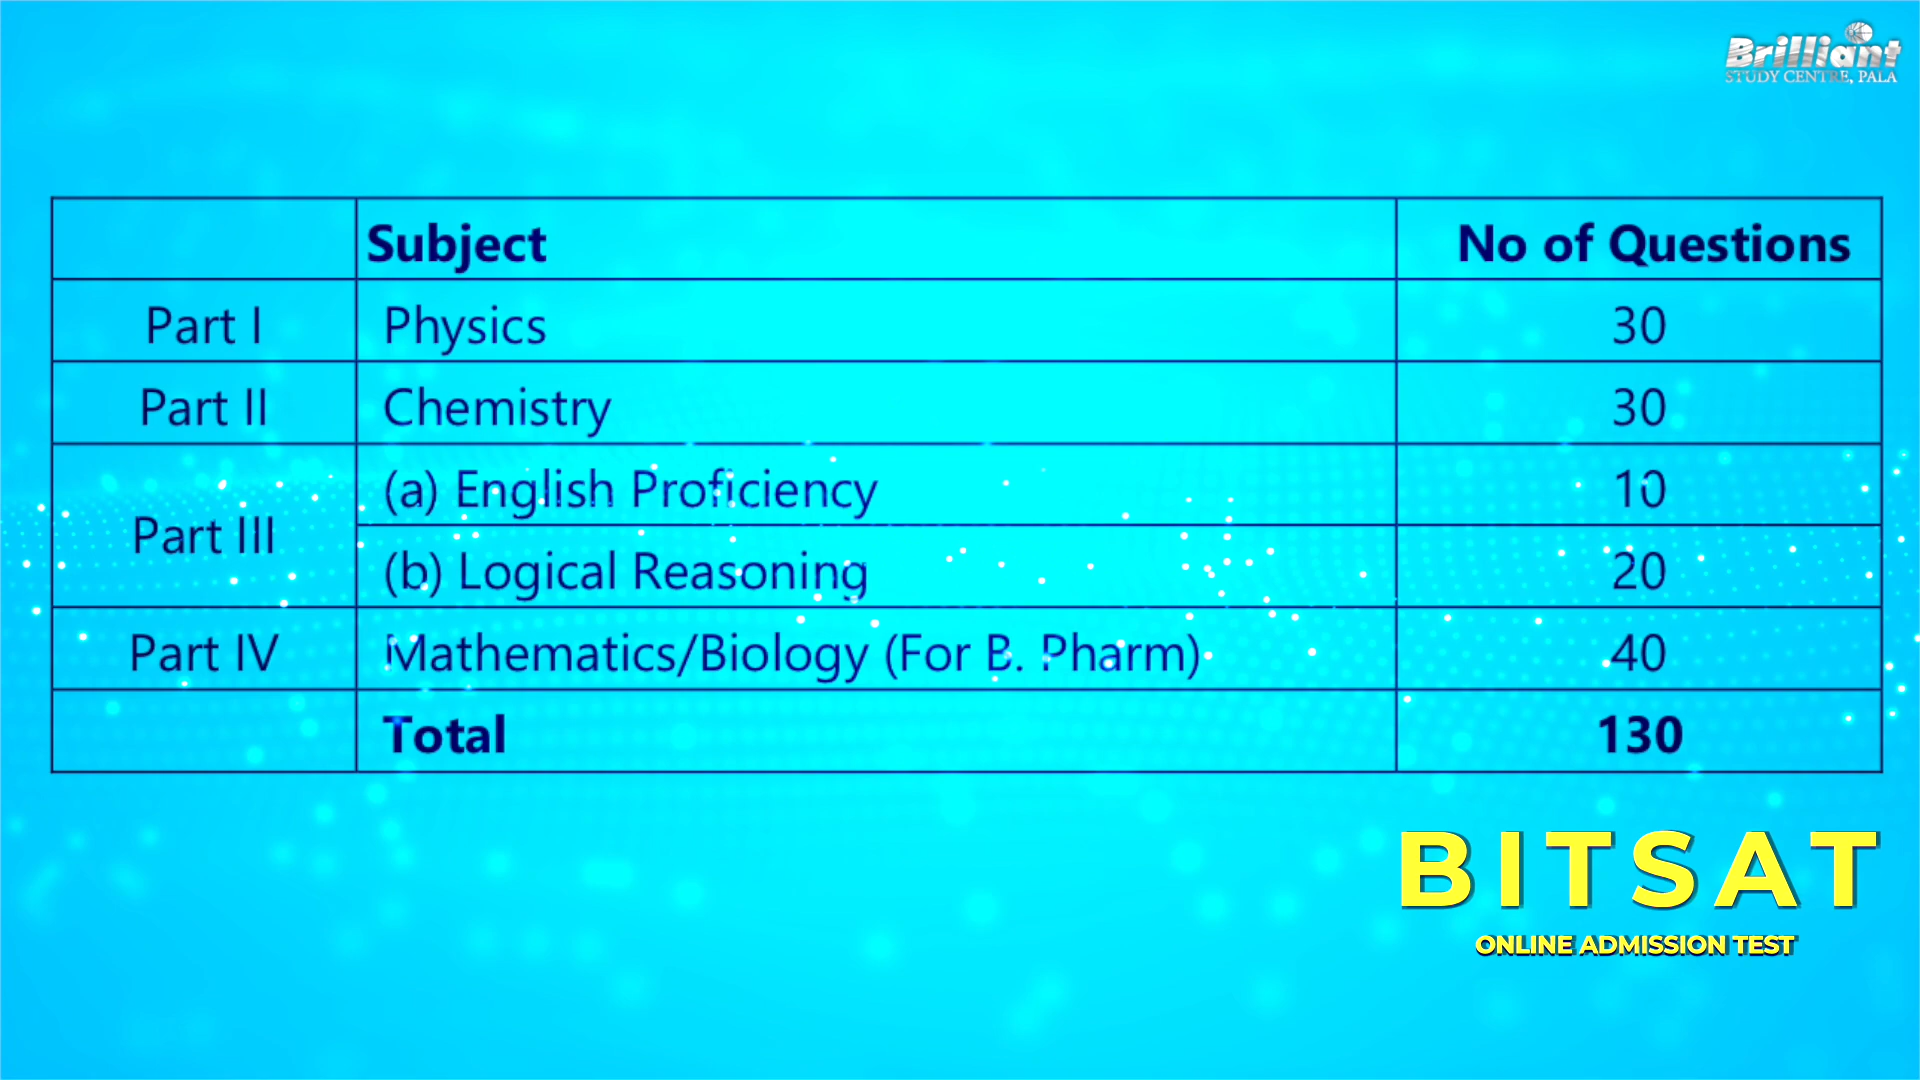 Brilliant
STUDY CENTRE, PALA
Subject No of Questions
Part I Physics 30
Part II Chemistry 30
Part III (a) English Proficiency 10
(b) Logical Reasoning 20
Part IV Mathematics/Biology (For B. Pharm) 40
Total 130
BITSAT
ONLINE ADMISSION TEST